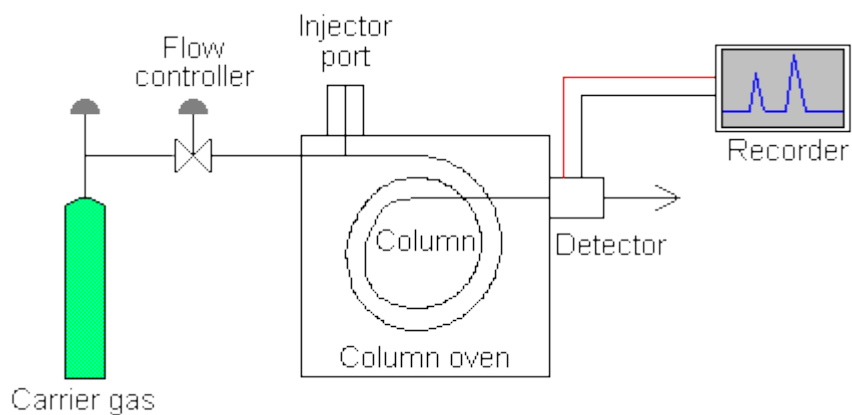 Injector
port
Flow
controller
Recorder
Column
Detector
Column oven
Carrier gas